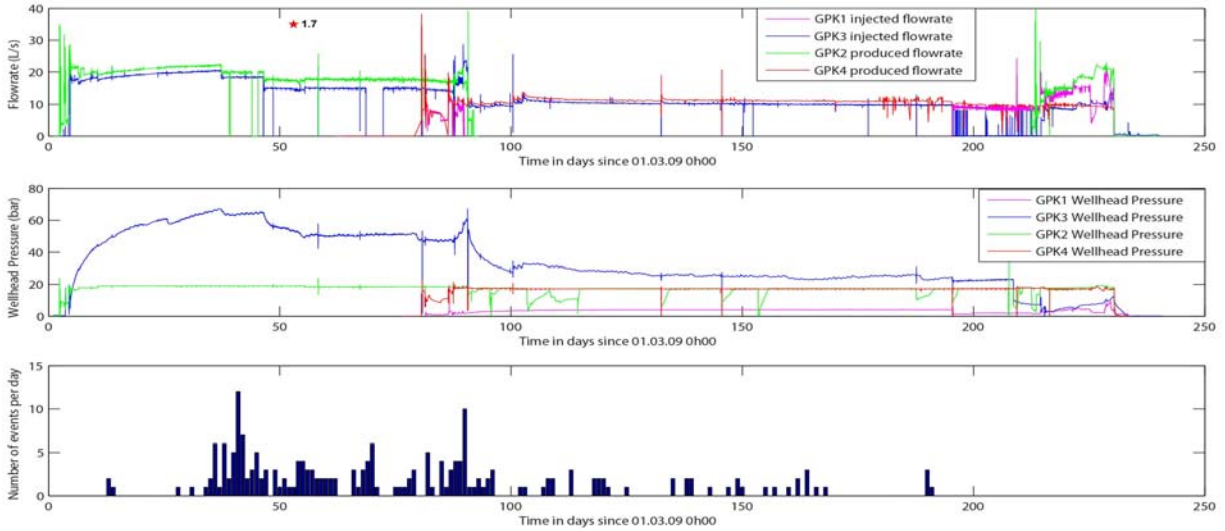 40
30
20
10
0
Flowrate (L/s)
1.7
GPK1 injected flowrate
GPK3 injected flowrate
GPK2 produced flowrate
GPK4 produced flowrate
0 50 100 150 200 250
Time in days since 01.03.09 0h00
80
60
40
20
0
Wellhead Pressure (bar)
GPK1 Wellhead Pressure
GPK3 Wellhead Pressure
GPK2 Wellhead Pressure
GPK4 Wellhead Pressure
0 50 100 150 200 250
Time in days since 01.03.09 0h00
15
10
5
0
Number of events per day
0 50 100 150 200 250
Time in days since 01.03.09 0h00